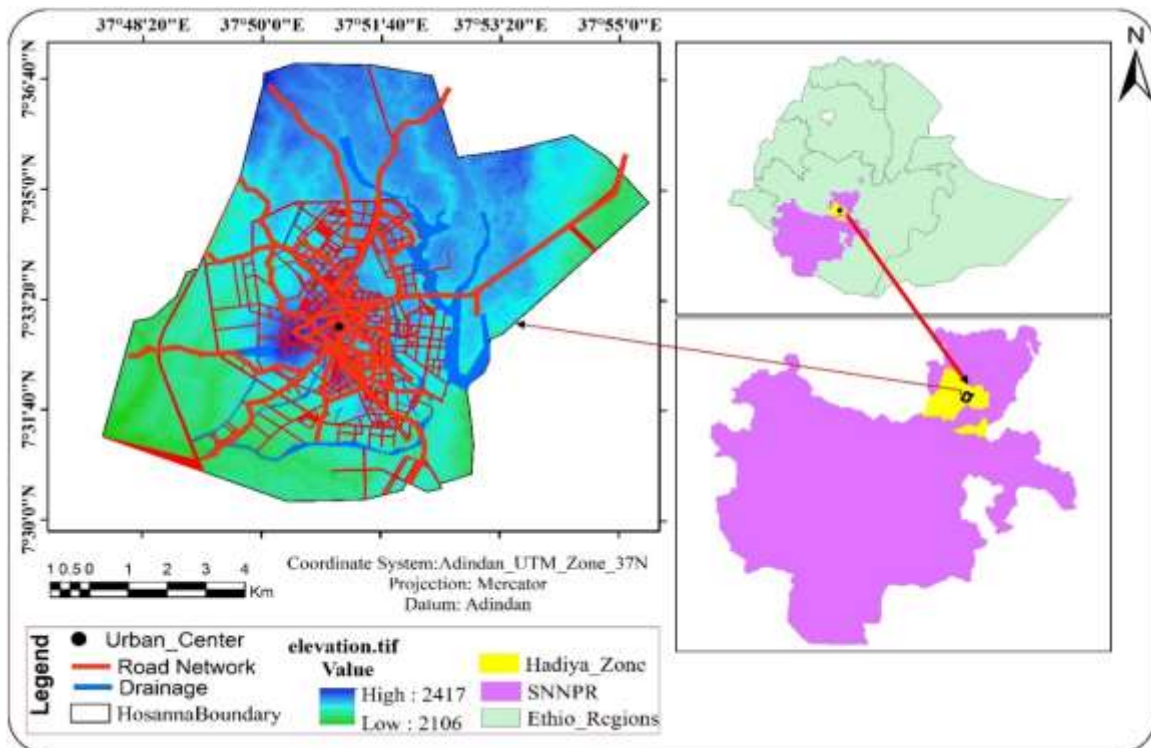 37°48'20"E 37°50'0"E 37°51'40"E 37°53'20"E 37°55'0"E
N
7°36'40"N
7°35'0"N
7°33'20"N
7°31'40"N
7°30'0"N
1 0.5 0 1 2 3 4
Km
Coordinate System:Adindan_UTM_Zone_37N
Projection: Mercator
Datum: Adindan
Legend
Urban_Center
Road Network
Drainage
HosannaBoundary
elevation.tif
Value
High : 2417
Low : 2106
Hadiya_Zone
SNNPR
Ethio_Regions